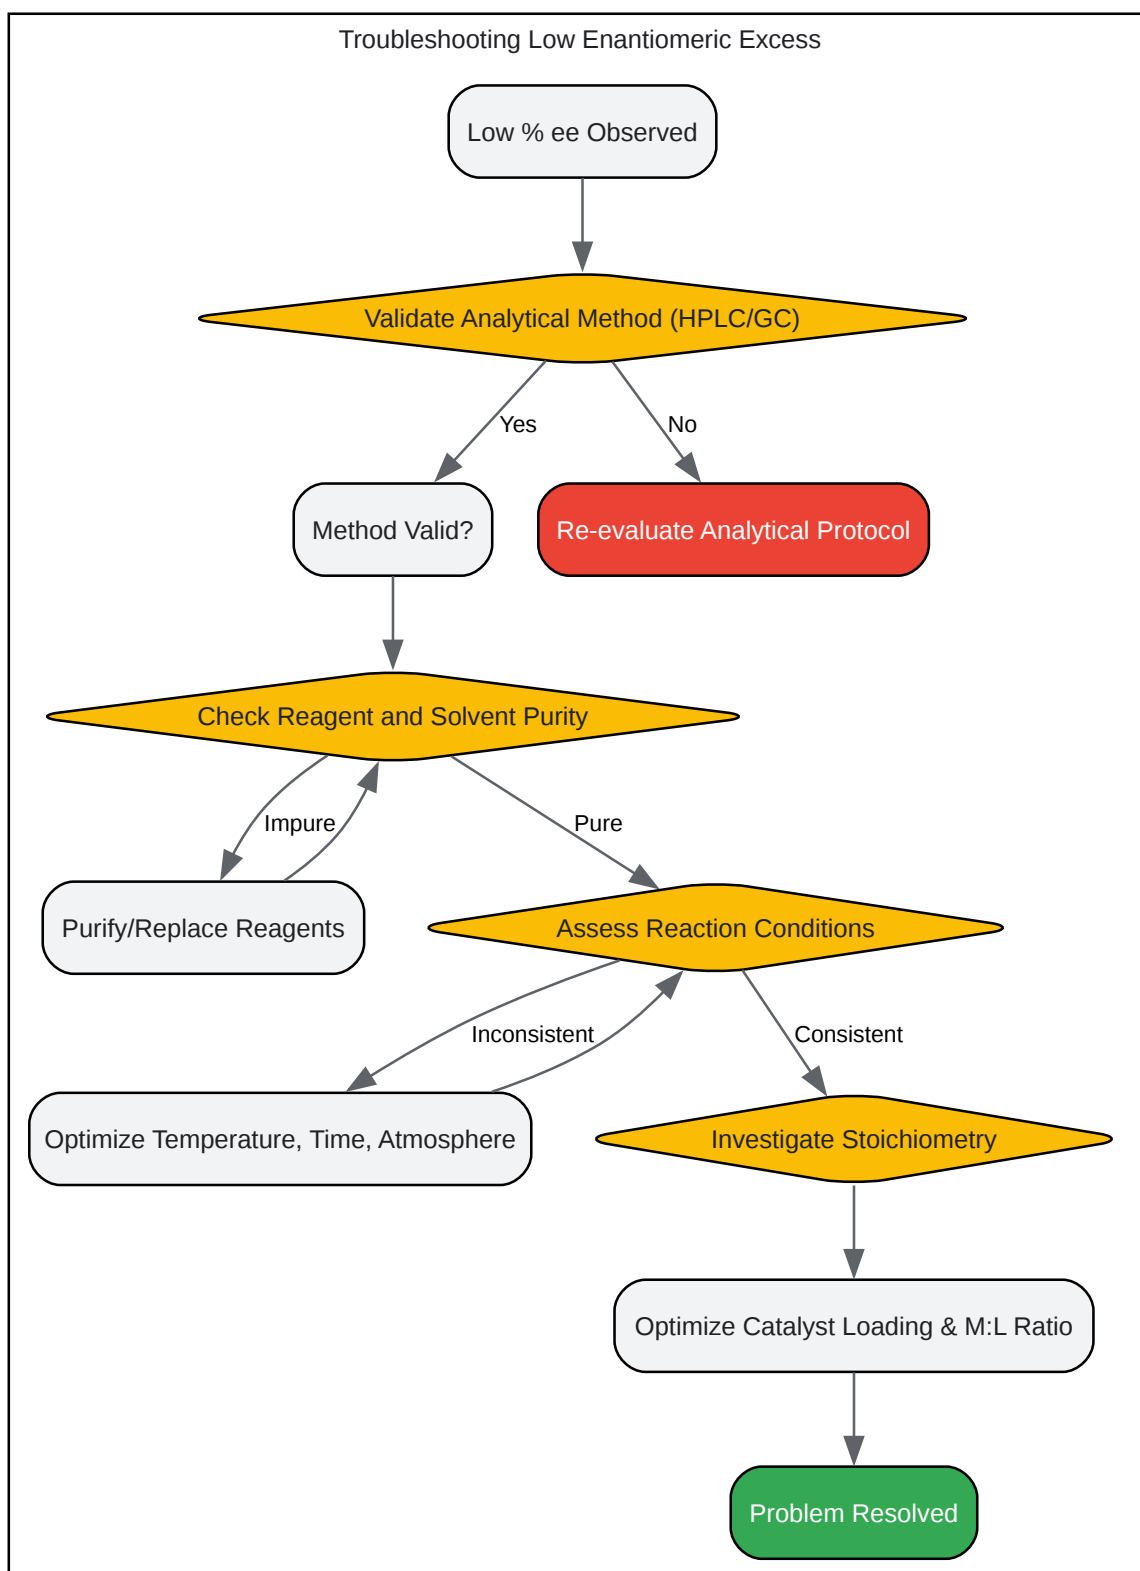 Troubleshooting Low Enantiomeric Excess
Low % ee Observed
Validate Analytical Method (HPLC/GC)
Yes
No
Method Valid?
Re-evaluate Analytical Protocol
Check Reagent and Solvent Purity
Impure
Pure
Purify/Replace Reagents
Assess Reaction Conditions
Inconsistent
Consistent
Optimize Temperature, Time, Atmosphere
Investigate Stoichiometry
Optimize Catalyst Loading & M:L Ratio
Problem Resolved